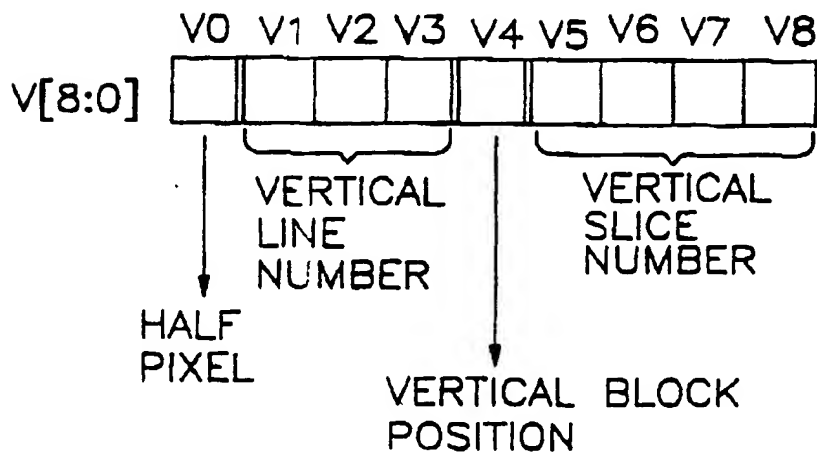 V0 V1 V2 V3 V4 V5 V6 V7 V8
V[8:0]
VERTICAL
LINE
NUMBER
VERTICAL
SLICE
NUMBER
HALF
PIXEL
VERTICAL BLOCK
POSITION